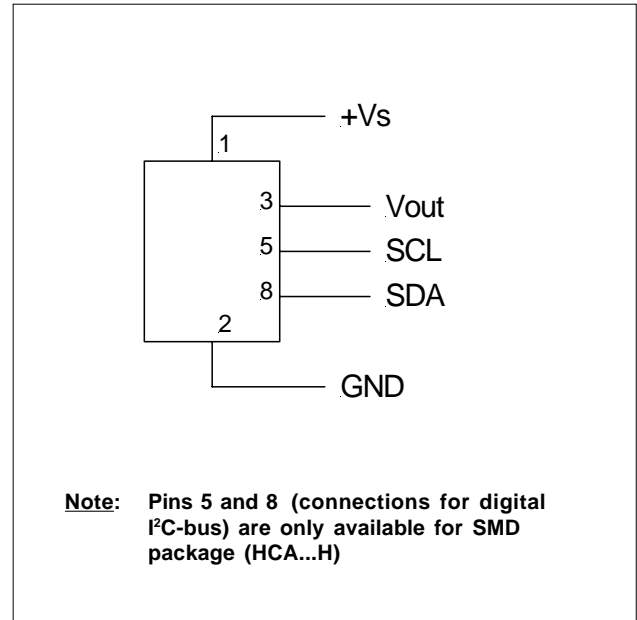 +Vs
1
3 Vout
5 SCL
8 SDA
2
GND
Note: Pins 5 and 8 (connections for digital
I²C-bus) are only available for SMD
package (HCA...H)